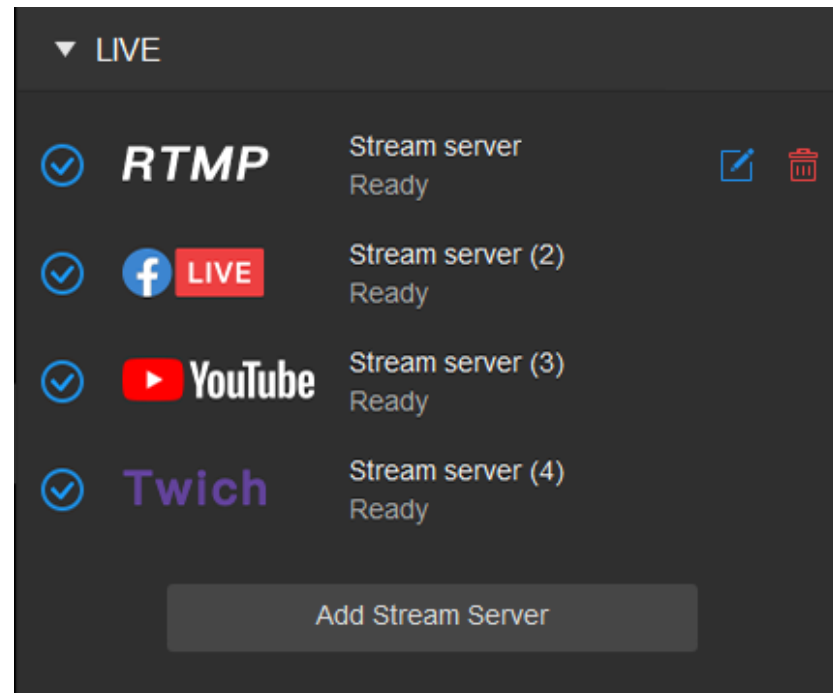 LIVE
RTMP
Stream server
Ready
f LIVE
Stream server (2)
Ready
YouTube
Stream server (3)
Ready
Twich
Stream server (4)
Ready
Add Stream Server